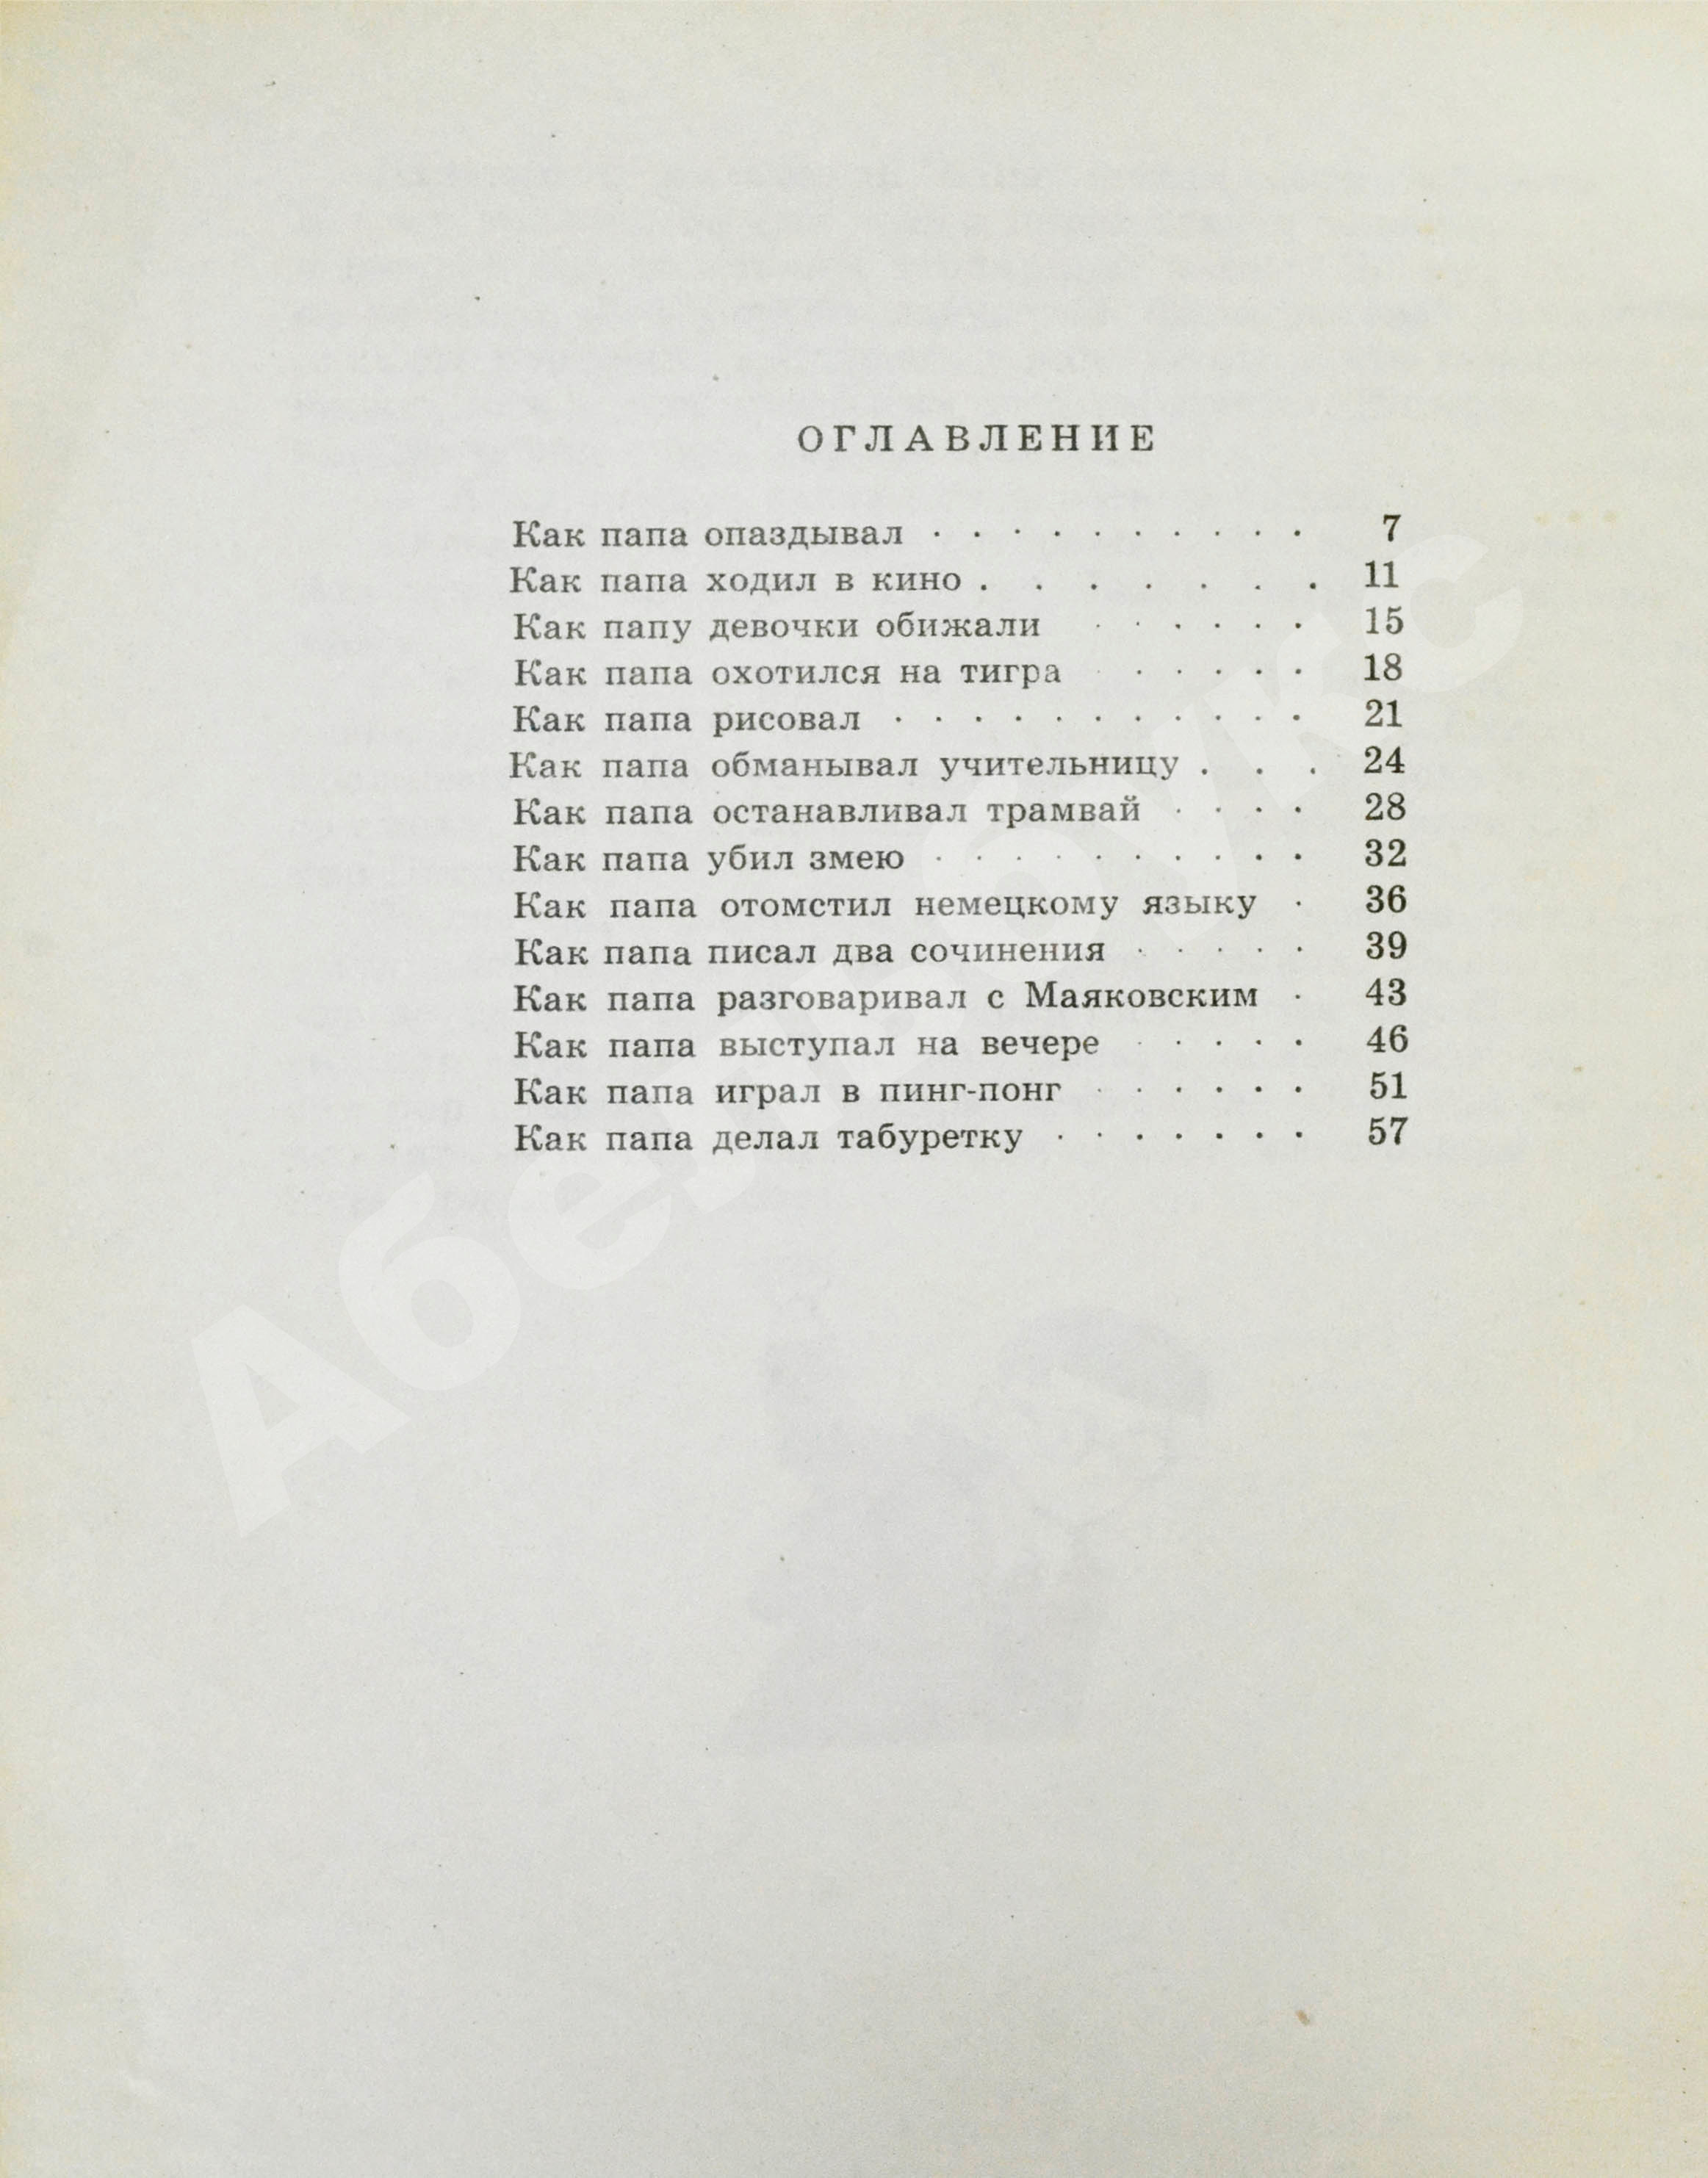 ОГЛАВЛЕНИЕ
Как папа опаздывал . . . . . . . . . . 7
Как папа ходил в кино . . . . . . . 11
Как папу девочки обижали . . . . . . 15
Как папа охотился на тигра . . . . . 18
Как папа рисовал . . . . . . . . . . . 21
Как папа обманывал учительницу . . . 24
Как папа останавливал трамвай . . . . 28
Как папа убил змею . . . . . . . . . . 32
Как папа отомстил немецкому языку . 36
Как папа писал два сочинения . . . . . 39
Как папа разговаривал с Маяковским . 43
Как папа выступал на вечере . . . . . 46
Как папа играл в пинг-понг . . . . . . 51
Как папа делал табуретку . . . . . . . 57